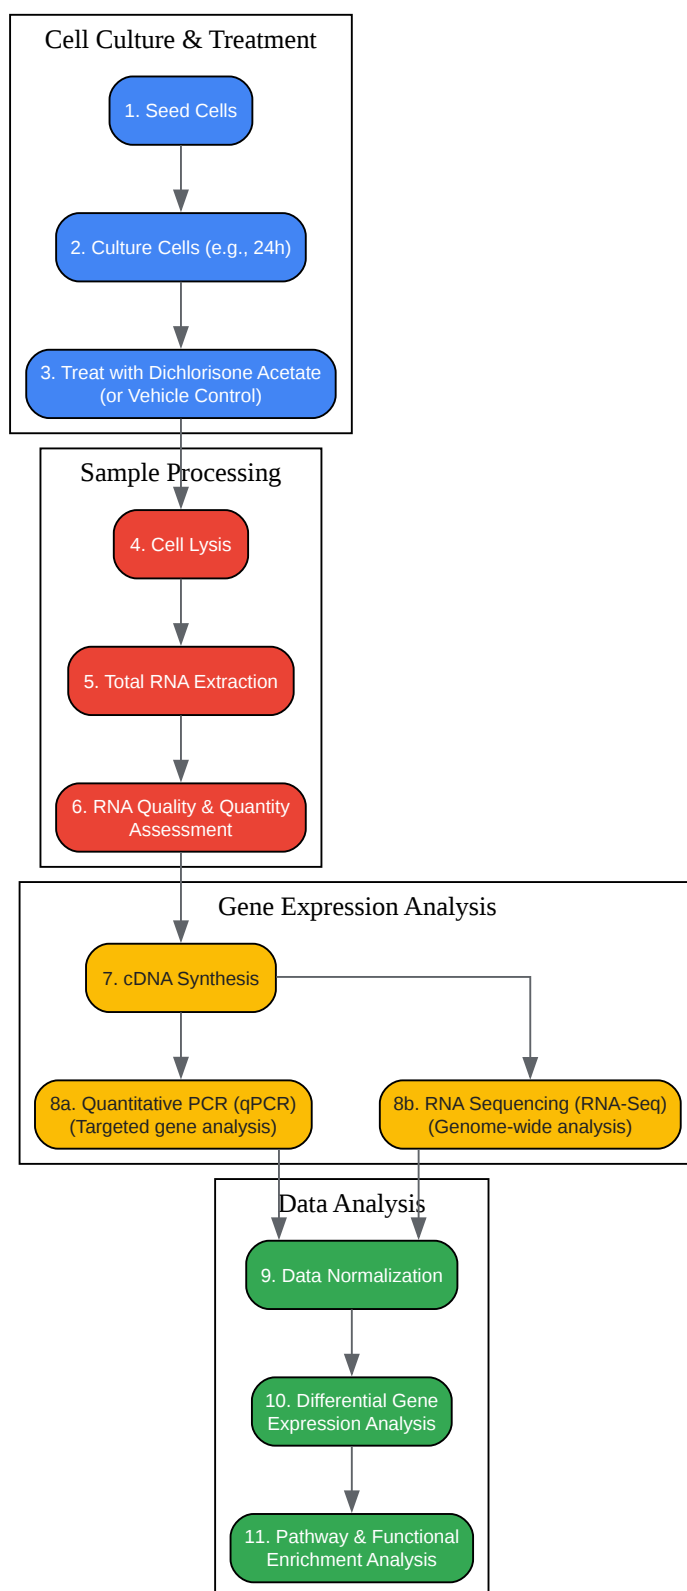 Cell Culture & Treatment
1. Seed Cells
2. Culture Cells (e.g., 24h)
3. Treat with Dichlorisone Acetate
(or Vehicle Control)
Sample Processing
4. Cell Lysis
5. Total RNA Extraction
6. RNA Quality & Quantity
Assessment
Gene Expression Analysis
7. cDNA Synthesis
8a. Quantitative PCR (qPCR)
(Targeted gene analysis)
8b. RNA Sequencing (RNA-Seq)
(Genome-wide analysis)
Data Analysis
9. Data Normalization
10. Differential Gene
Expression Analysis
11. Pathway & Functional
Enrichment Analysis